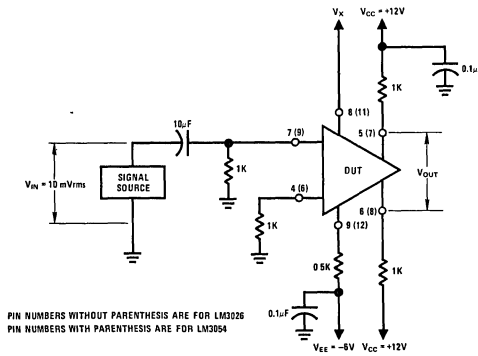 VX
VCC = +12V
0.1μ
1K
8 (11)
10μF
7 (9)
5 (7)
SIGNAL
SOURCE
VIN = 10 mVrms
1K
DUT
VOUT
4 (6)
6 (8)
9 (12)
1K
0 5K
1K
0.1μF
PIN NUMBERS WITHOUT PARENTHESIS ARE FOR LM3026
PIN NUMBERS WITH PARENTHESIS ARE FOR LM3054
VEE = −6V
VCC = +12V